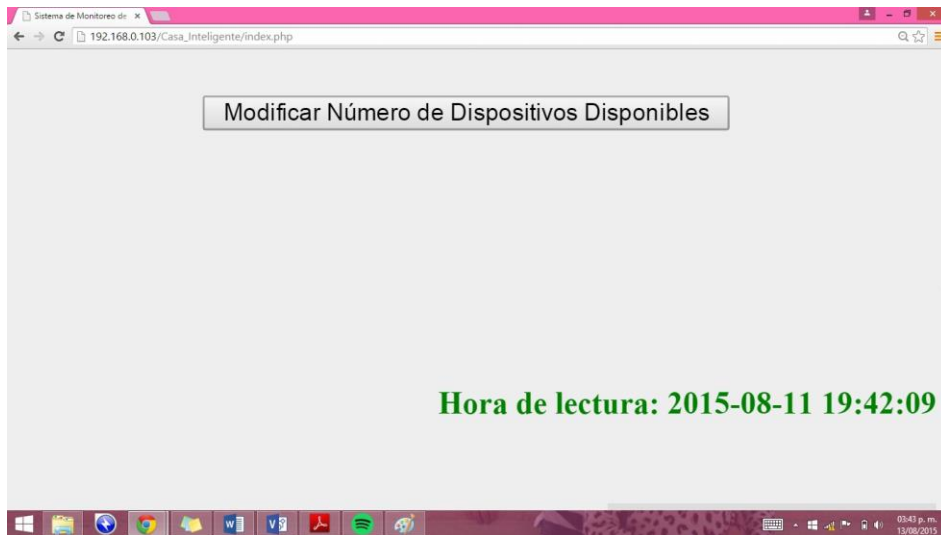 Sistema de Monitoreo de
192.168.0.103/Casa_Inteligente/index.php
Modificar Número de Dispositivos Disponibles
Hora de lectura: 2015-08-11 19:42:09
03:43 p. m.
13/08/2015